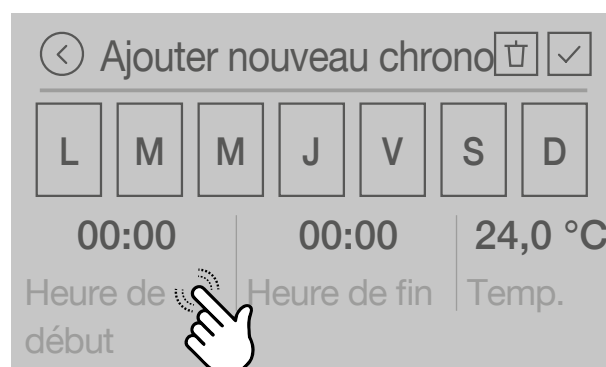 Ajouter nouveau chrono
L M M J V S D
00:00 00:00 24,0 °C
Heure de début Heure de fin Temp.